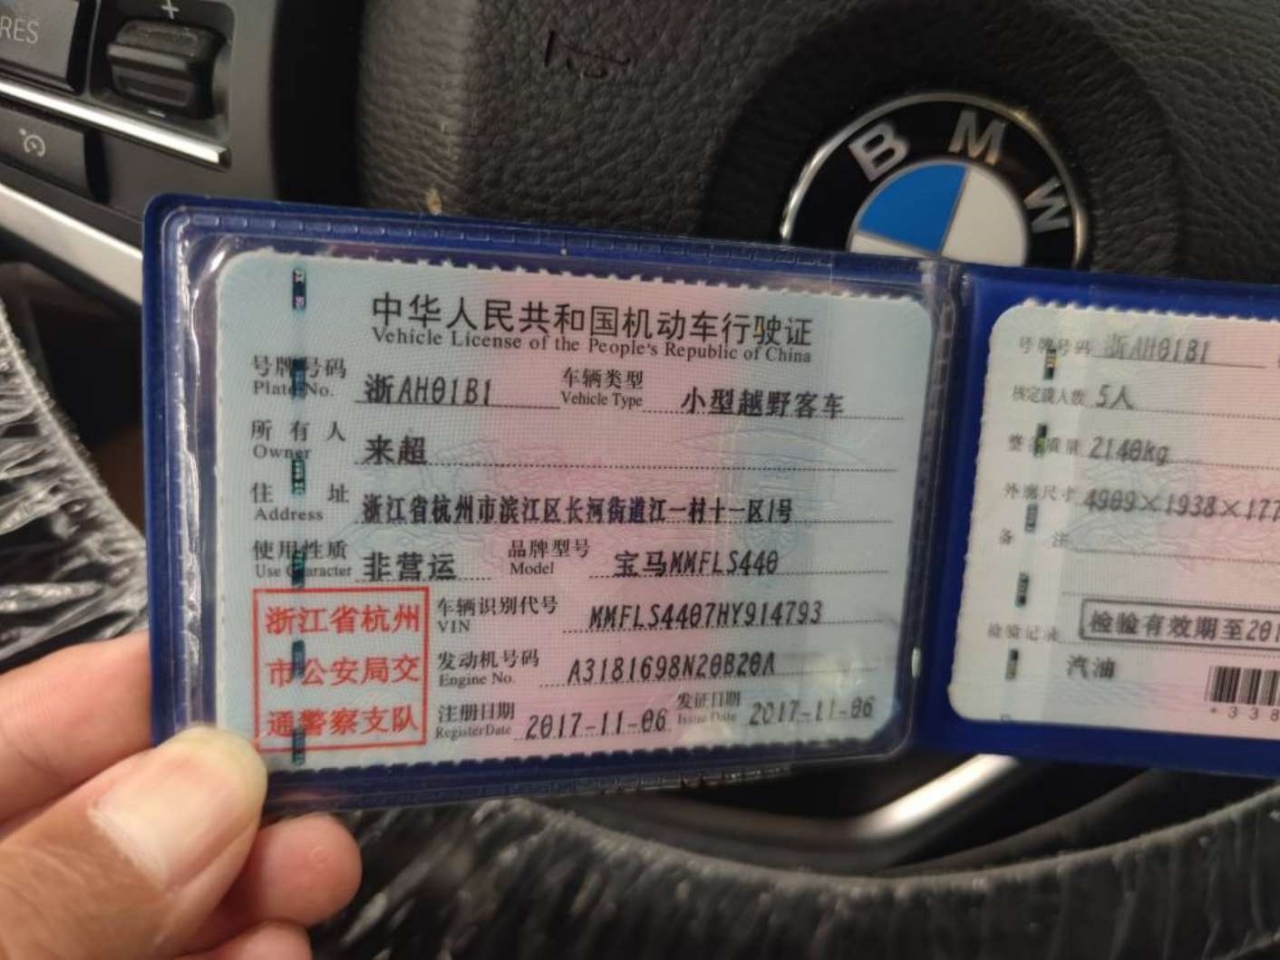 RES
+
B M W
中华人民共和国机动车行驶证
Vehicle License of the People's Republic of China
号牌号码 浙AH01B1 车辆类型 小型越野客车
Plate No. Vehicle Type
所有人 来超
Owner
住址 浙江省杭州市滨江区长河街道江一村十一区1号
Address
使用性质 非营运 品牌型号 宝马MMFLS440
Use Character Model
浙江省杭州
市公安局交
通警察支队
车辆识别代号 MMFLS4407HY914793
VIN
发动机号码 A3181698N20B20A
Engine No.
注册日期 2017-11-06 发证日期 2017-11-06
Register Date Issue Date
号牌号码 浙AH01B1
核定载人数 5人
整备质量 2140kg
外廓尺寸 4909×1938×177
备注
检验记录 检验有效期至201
汽油
*338